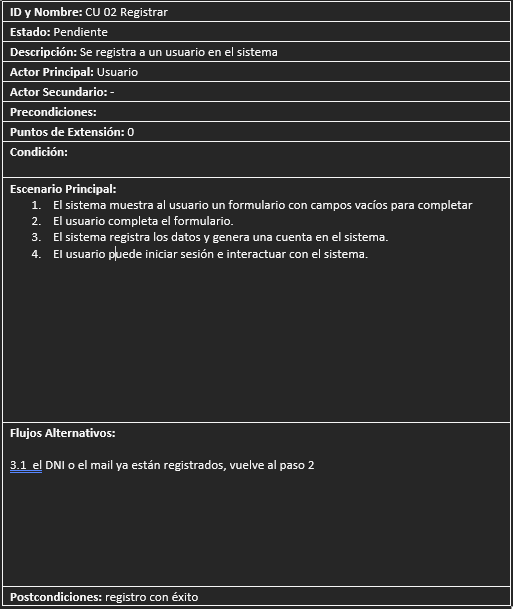 ID y Nombre: CU 02 Registrar
Estado: Pendiente
Descripción: Se registra a un usuario en el sistema
Actor Principal: Usuario
Actor Secundario: -
Precondiciones:
Puntos de Extensión: 0
Condición:
Escenario Principal:
1. El sistema muestra al usuario un formulario con campos vacíos para completar
2. El usuario completa el formulario.
3. El sistema registra los datos y genera una cuenta en el sistema.
4. El usuario puede iniciar sesión e interactuar con el sistema.
Flujos Alternativos:
3.1 el DNI o el mail ya están registrados, vuelve al paso 2
Postcondiciones: registro con éxito